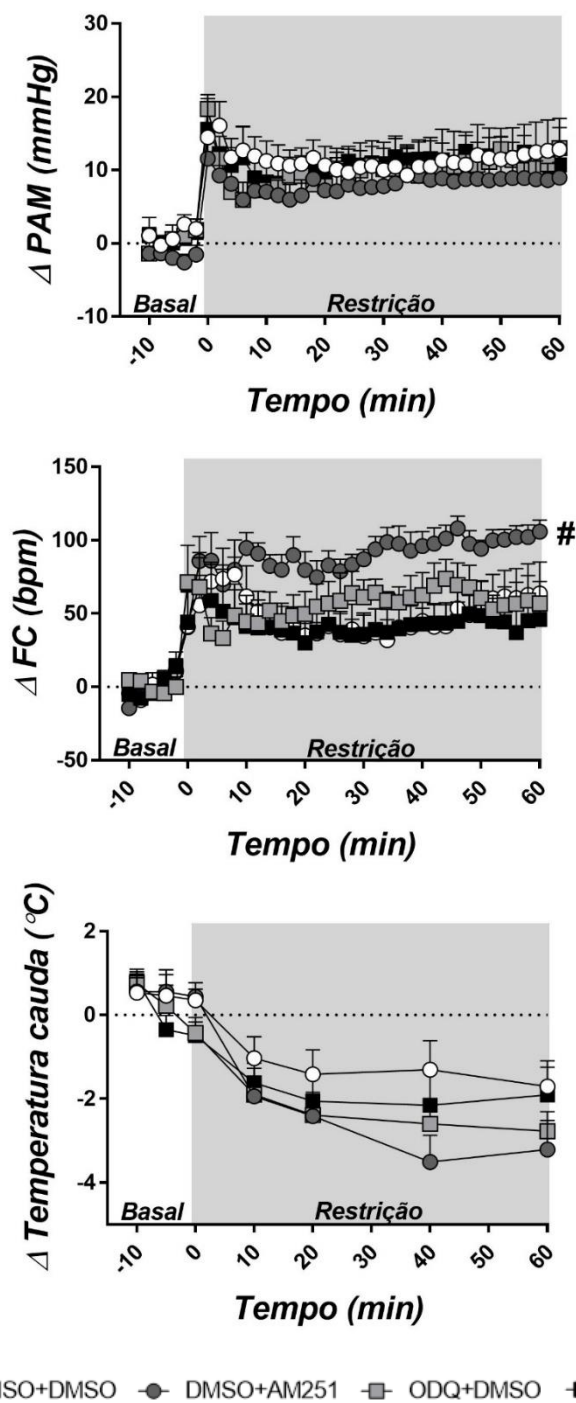 30
20
10
0
-10
Δ PAM (mmHg)
Basal
Restrição
-10 0 10 20 30 40 50 60
Tempo (min)
150
100
50
0
-50
Δ FC (bpm)
#
Basal
Restrição
-10 0 10 20 30 40 50 60
Tempo (min)
2
0
-2
-4
Δ Temperatura cauda (°C)
Basal
Restrição
-10 0 10 20 30 40 50 60
Tempo (min)
SO+DMSO DMSO+AM251 ODQ+DMSO